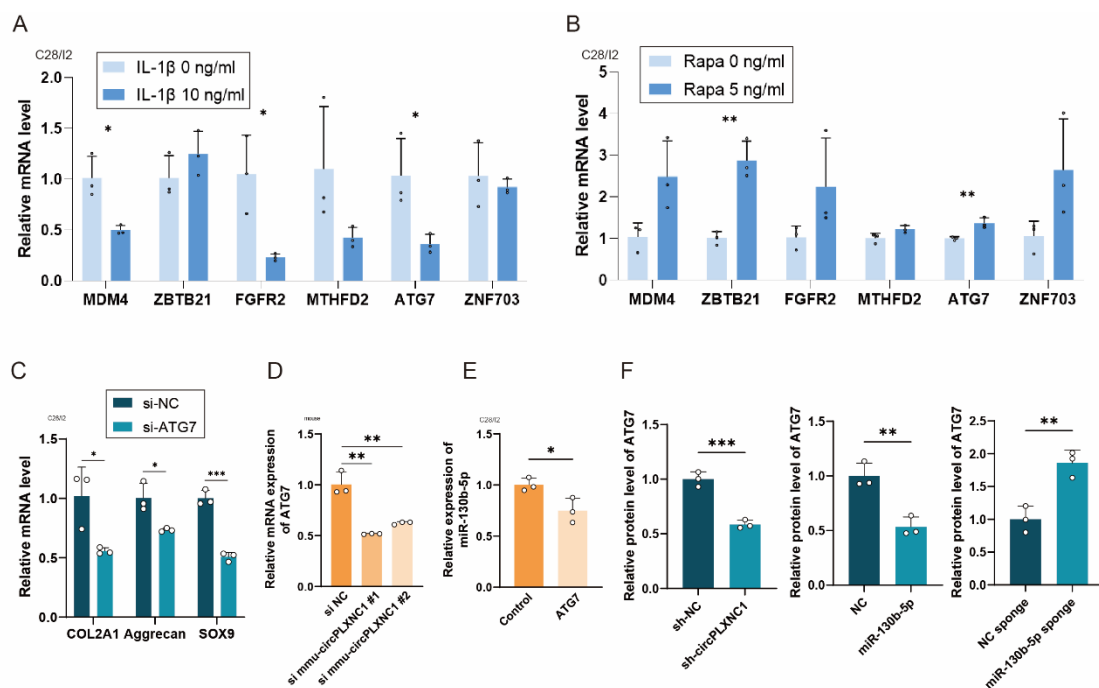 A
C28/I2
IL-1β 0 ng/ml
IL-1β 10 ng/ml
Relative mRNA level
2.0
1.5
1.0
0.5
0.0
*
*
*
MDM4 ZBTB21 FGFR2 MTHFD2 ATG7 ZNF703
B
C28/I2
Rapa 0 ng/ml
Rapa 5 ng/ml
Relative mRNA level
5
4
3
2
1
0
**
**
MDM4 ZBTB21 FGFR2 MTHFD2 ATG7 ZNF703
C
si-NC
si-ATG7
C28/I2
Relative mRNA level
1.5
1.0
0.5
0.0
*
*
***
COL2A1 Aggrecan SOX9
D
mouse
Relative mRNA expression
of ATG7
1.5
1.0
0.5
0.0
**
**
si NC
si mmu-circPLXNC1 #1
si mmu-circPLXNC1 #2
E
C28/I2
Relative expression of
miR-130b-5p
1.5
1.0
0.5
0.0
*
Control
ATG7
F
Relative protein level of ATG7
1.5
1.0
0.5
0.0
***
sh-NC
sh-circPLXNC1
Relative protein level of ATG7
1.5
1.0
0.5
0.0
**
NC
miR-130b-5p
Relative protein level of ATG7
2.5
2.0
1.5
1.0
0.5
0.0
**
NC sponge
miR-130b-5p sponge